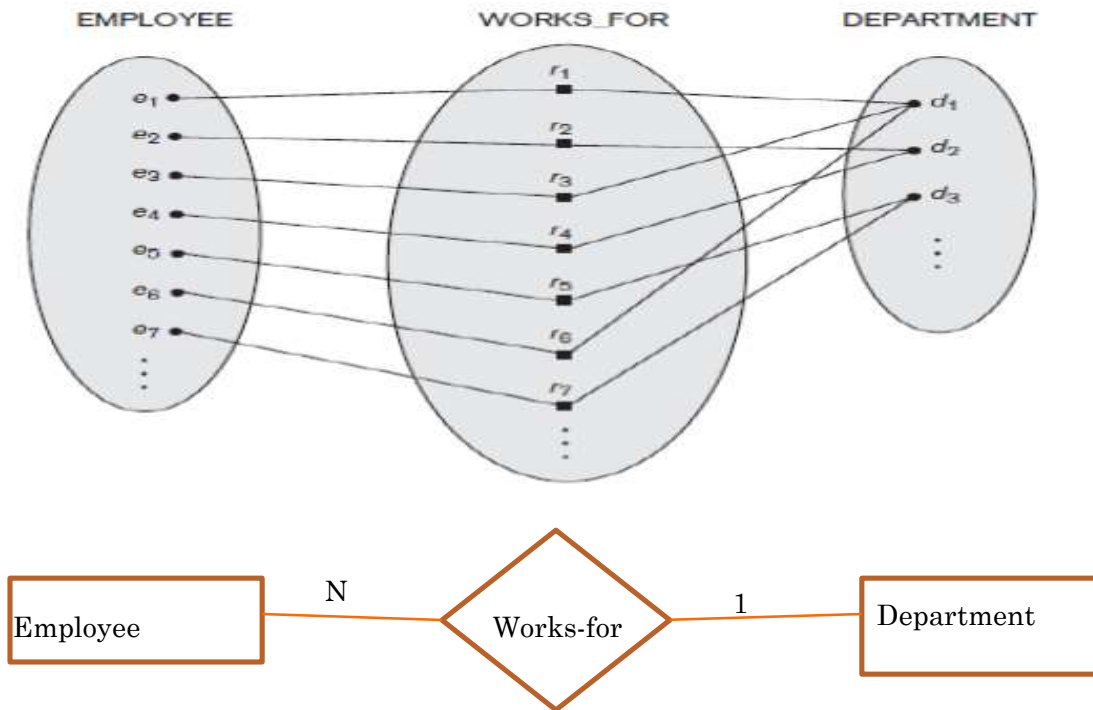 EMPLOYEE WORKS_FOR DEPARTMENT
r1
e1 d1
r2
e2 d2
e3 r3
d3
e4 r4
e5
r5
e6
r6
e7
r7
N 1
Employee Works-for Department